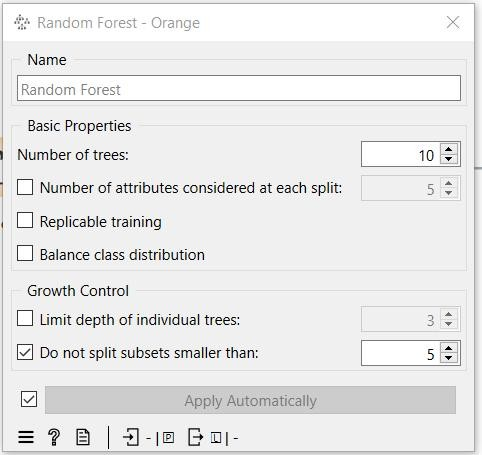 Random Forest - Orange
Name
Random Forest
Basic Properties
Number of trees: 10
Number of attributes considered at each split: 5
Replicable training
Balance class distribution
Growth Control
Limit depth of individual trees: 3
Do not split subsets smaller than: 5
Apply Automatically
? - | P | -